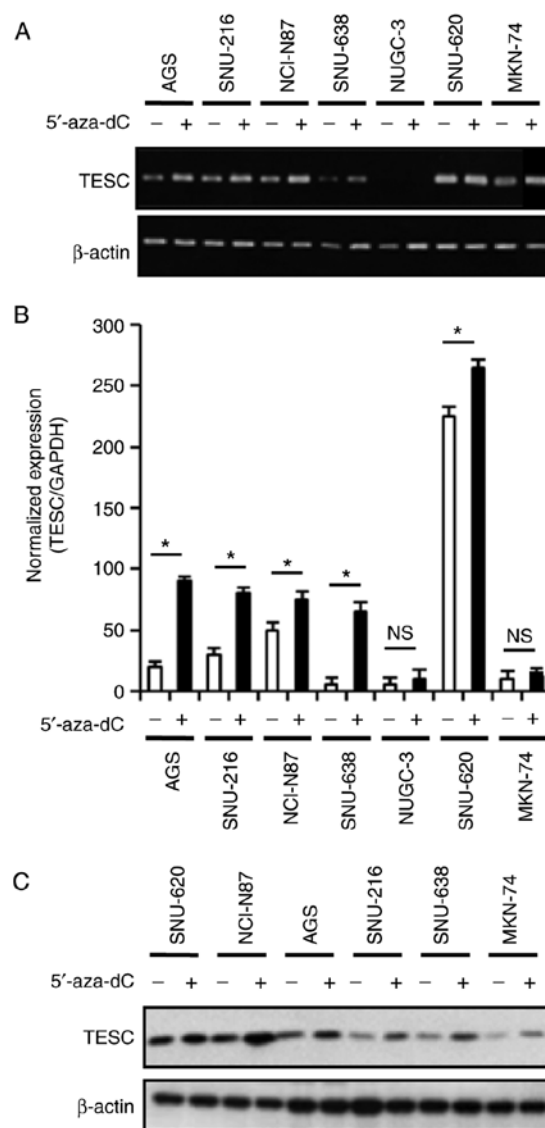 A
AGS
SNU-216
NCI-N87
SNU-638
NUGC-3
SNU-620
MKN-74
5′-aza-dC – + – + – + – + – + – + – +
TESC
β-actin
B
Normalized expression
(TESC/GAPDH)
300
250
200
150
100
50
0
* * * * NS * NS
5′-aza-dC – + – + – + – + – + – + – +
AGS
SNU-216
NCI-N87
SNU-638
NUGC-3
SNU-620
MKN-74
C
SNU-620
NCI-N87
AGS
SNU-216
SNU-638
MKN-74
5′-aza-dC – + – + – + – + – + – +
TESC
β-actin